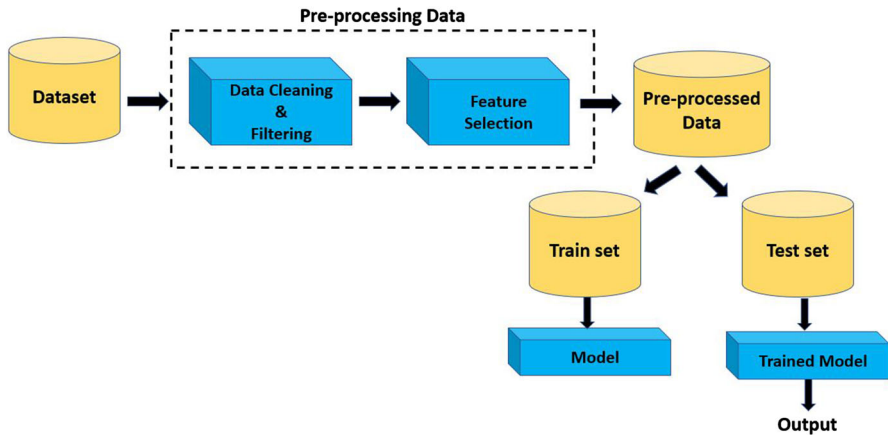 Pre-processing Data
Dataset
Data Cleaning
&
Filtering
Feature
Selection
Pre-processed
Data
Train set
Test set
Model
Trained Model
Output